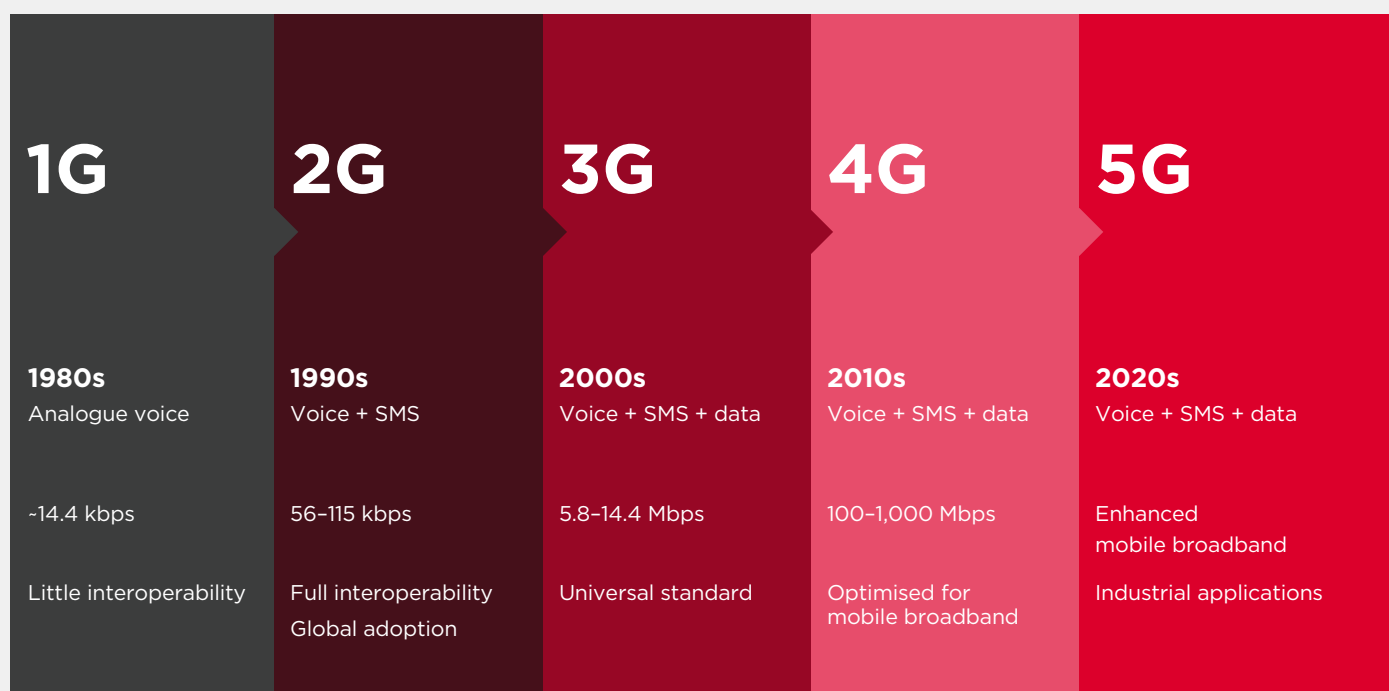 1G
1980s
Analogue voice
~14.4 kbps
Little interoperability
2G
1990s
Voice + SMS
56–115 kbps
Full interoperability
Global adoption
3G
2000s
Voice + SMS + data
5.8–14.4 Mbps
Universal standard
4G
2010s
Voice + SMS + data
100–1,000 Mbps
Optimised for
mobile broadband
5G
2020s
Voice + SMS + data
Enhanced
mobile broadband
Industrial applications